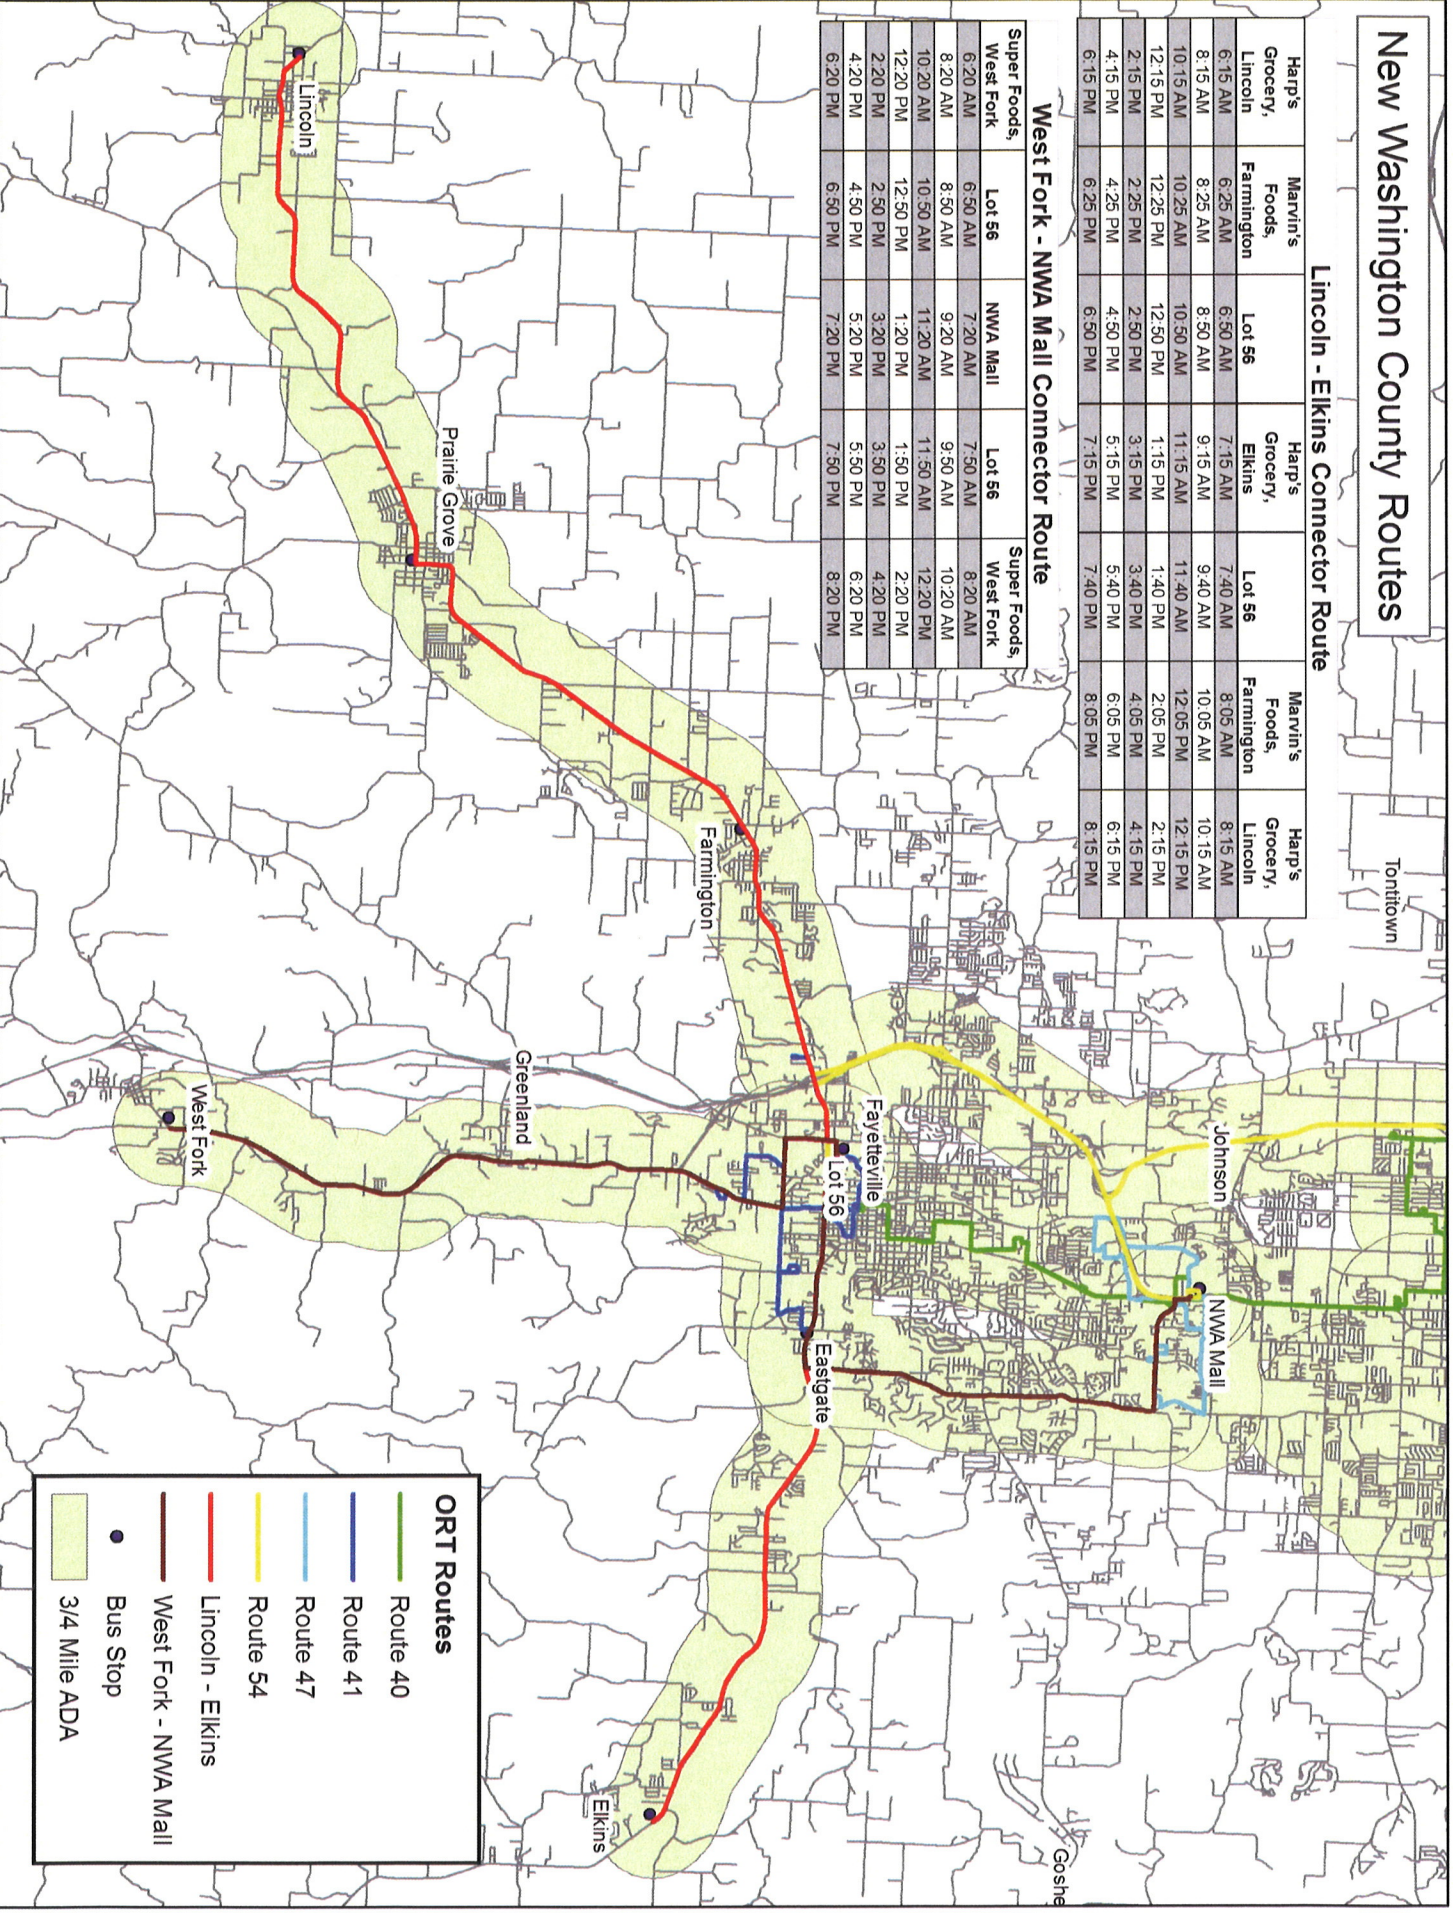 New Washington County Routes
Lincoln - Elkins Connector Route
Harp's Grocery, Lincoln | Marvin's Foods, Farmington | Lot 56 | Harp's Grocery, Elkins | Lot 56 | Marvin's Foods, Farmington | Harp's Grocery, Lincoln
6:15 AM 6:25 AM 6:50 AM 7:15 AM 7:40 AM 8:05 AM 8:15 AM
8:15 AM 8:25 AM 8:50 AM 9:15 AM 9:40 AM 10:05 AM 10:15 AM
10:15 AM 10:25 AM 10:50 AM 11:15 AM 11:40 AM 12:05 PM 12:15 PM
12:15 PM 12:25 PM 12:50 PM 1:15 PM 1:40 PM 2:05 PM 2:15 PM
2:15 PM 2:25 PM 2:50 PM 3:15 PM 3:40 PM 4:05 PM 4:15 PM
4:15 PM 4:25 PM 4:50 PM 5:15 PM 5:40 PM 6:05 PM 6:15 PM
6:15 PM 6:25 PM 6:50 PM 7:15 PM 7:40 PM 8:05 PM 8:15 PM
West Fork - NWA Mall Connector Route
Super Foods, West Fork | Lot 56 | NWA Mall | Lot 56 | Super Foods, West Fork
6:20 AM 6:50 AM 7:20 AM 7:50 AM 8:20 AM
8:20 AM 8:50 AM 9:20 AM 9:50 AM 10:20 AM
10:20 AM 10:50 AM 11:20 AM 11:50 AM 12:20 PM
12:20 PM 12:50 PM 1:20 PM 1:50 PM 2:20 PM
2:20 PM 2:50 PM 3:20 PM 3:50 PM 4:20 PM
4:20 PM 4:50 PM 5:20 PM 5:50 PM 6:20 PM
6:20 PM 6:50 PM 7:20 PM 7:50 PM 8:20 PM
Tontitown
Johnson
NWA Mall
Goshe
Fayetteville
Lot 56
Eastgate
Farmington
Elkins
Greenland
Prairie Grove
Lincoln
West Fork
ORT Routes
Route 40
Route 41
Route 47
Route 54
Lincoln - Elkins
West Fork - NWA Mall
Bus Stop
3/4 Mile ADA